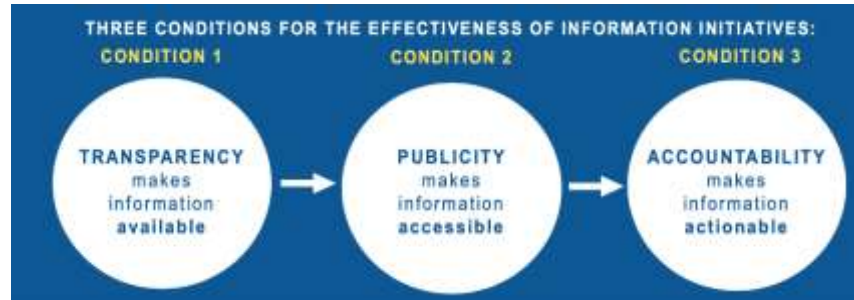 THREE CONDITIONS FOR THE EFFECTIVENESS OF INFORMATION INITIATIVES:
CONDITION 1
TRANSPARENCY
makes
information
available
CONDITION 2
PUBLICITY
makes
information
accessible
CONDITION 3
ACCOUNTABILITY
makes
information
actionable